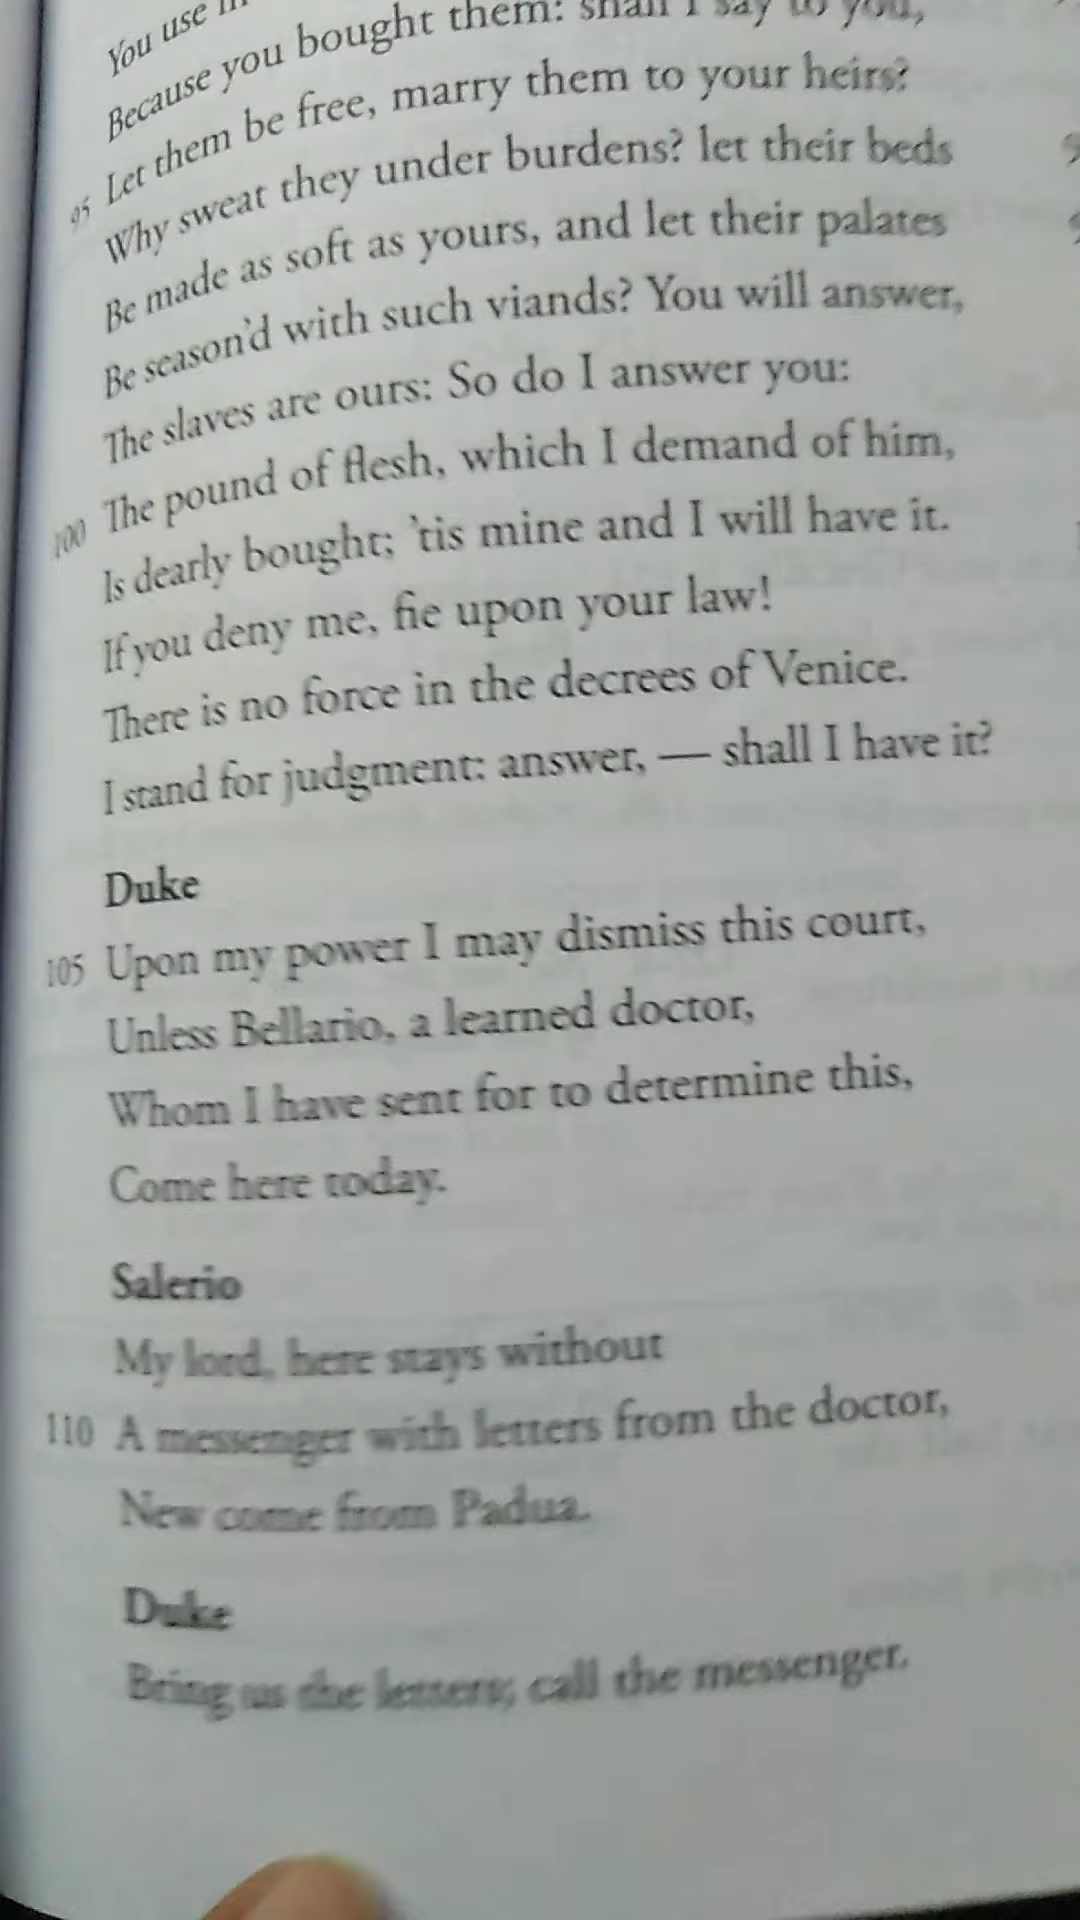 You use
Because you bought them: shall I say to you,
Let them be free, marry them to your heirs?
95 Why sweat they under burdens? let their beds
Be made as soft as yours, and let their palates
Be season'd with such viands? You will answer,
The slaves are ours: So do I answer you:
The pound of flesh, which I demand of him,
100 Is dearly bought; 'tis mine and I will have it.
If you deny me, fie upon your law!
There is no force in the decrees of Venice.
I stand for judgment: answer, — shall I have it?
Duke
105 Upon my power I may dismiss this court,
Unless Bellario, a learned doctor,
Whom I have sent for to determine this,
Come here today.
Salerio
My lord, here stays without
110 A messenger with letters from the doctor,
New come from Padua.
Duke
Bring us the letters; call the messenger.